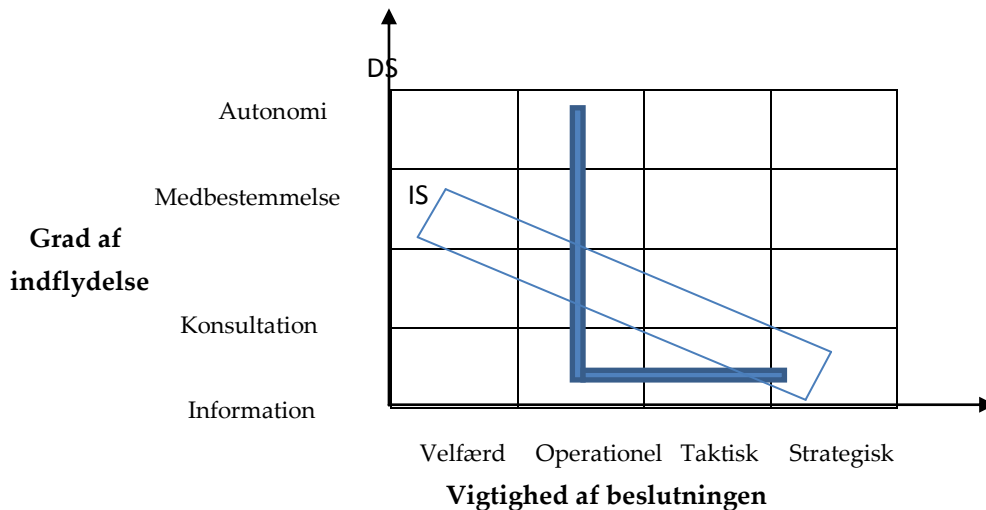 DS
Autonomi
Medbestemmelse
IS
Grad af
indflydelse
Konsultation
Information
Velfærd Operationel Taktisk Strategisk
Vigtighed af beslutningen